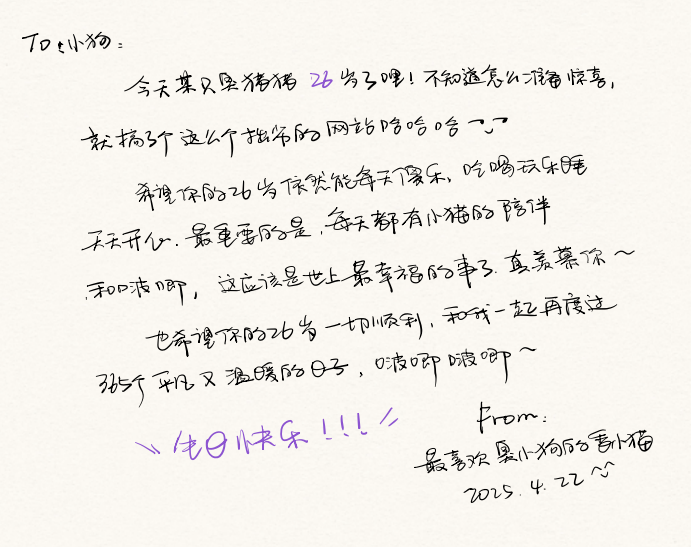 To:小狗:
今天某只臭猪猪 26 岁了哩!不知道怎么准备惊喜,
就搞了个这么个拙劣的网站哈哈哈~
希望你的26岁依然能每天傻乐、吃喝玩乐睡
天天开心.最重要的是,每天都有小猫的陪伴
和啵唧,这应该是世上最幸福的事了.真羡慕你~
也希望你的26岁一切顺利,和我一起再度过
365个平凡又温暖的日子,啵唧啵唧~
\\生日快乐!!!//
From:
最喜欢臭小狗的香小猫
2025.4.22